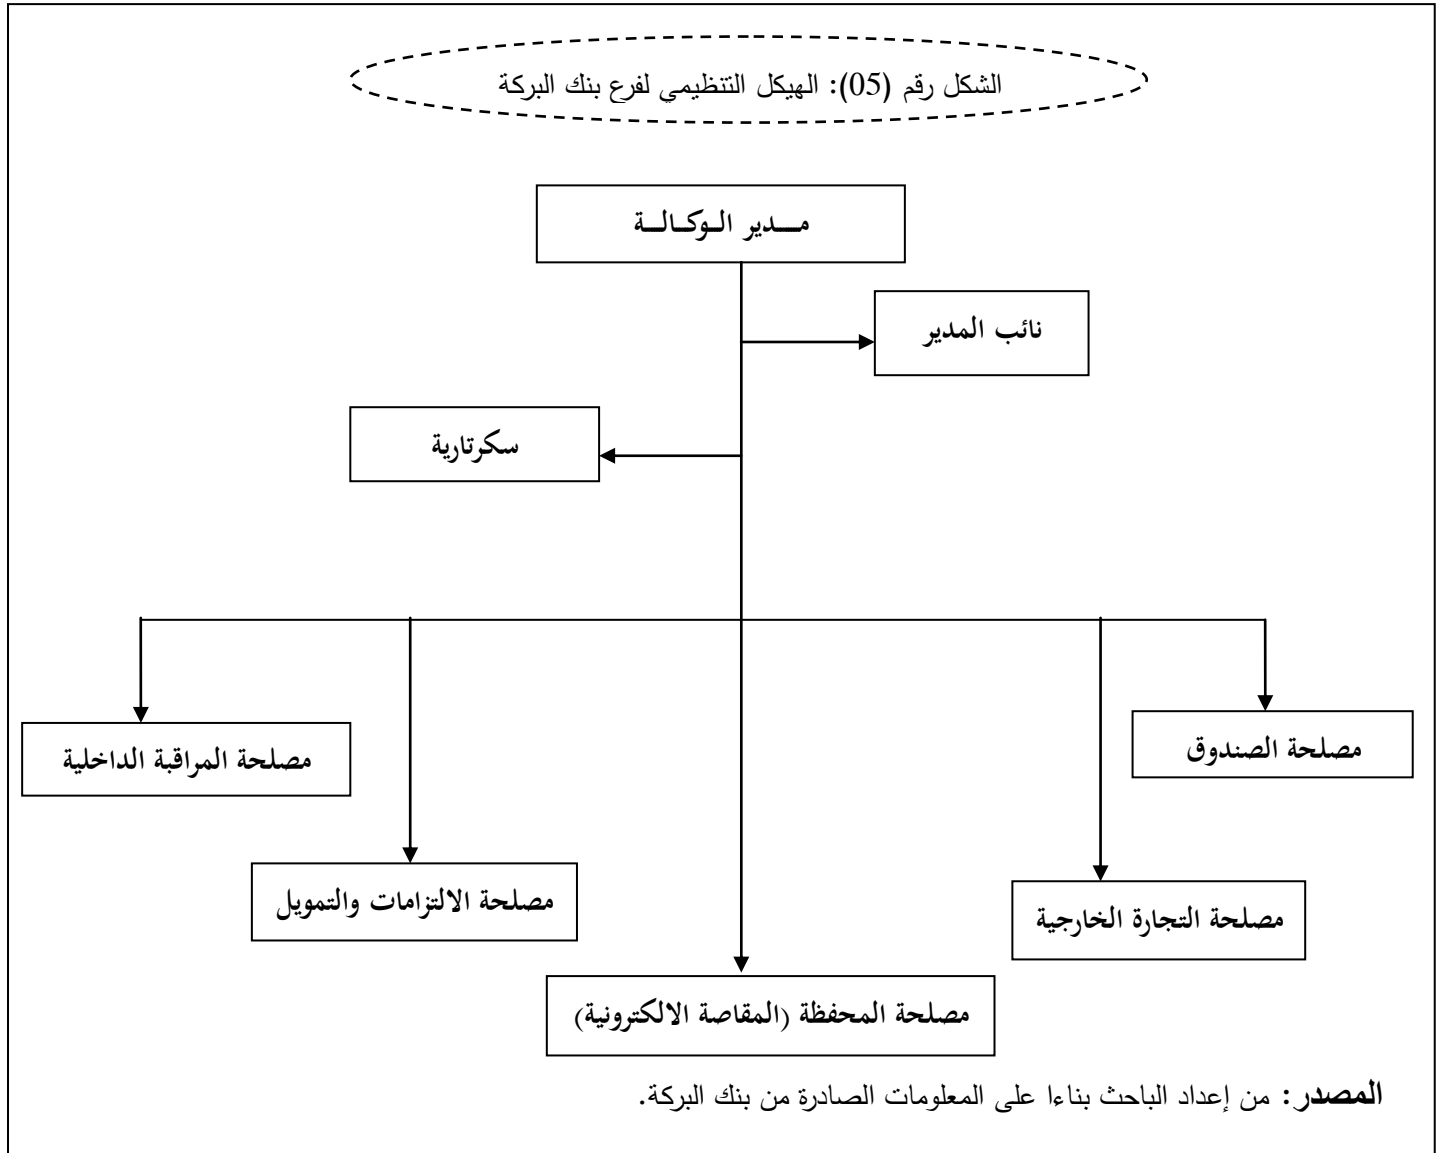 الشكل رقم (05): الهيكل التنظيمي لفرع بنك البركة
مـــدير الـوكـالــة
نائب المدير
سكرتارية
مصلحة الصندوق
مصلحة المراقبة الداخلية
مصلحة التجارة الخارجية
مصلحة الالتزامات والتمويل
مصلحة المحفظة (المقاصة الالكترونية)
المصدر: من إعداد الباحث بناءا على المعلومات الصادرة من بنك البركة.